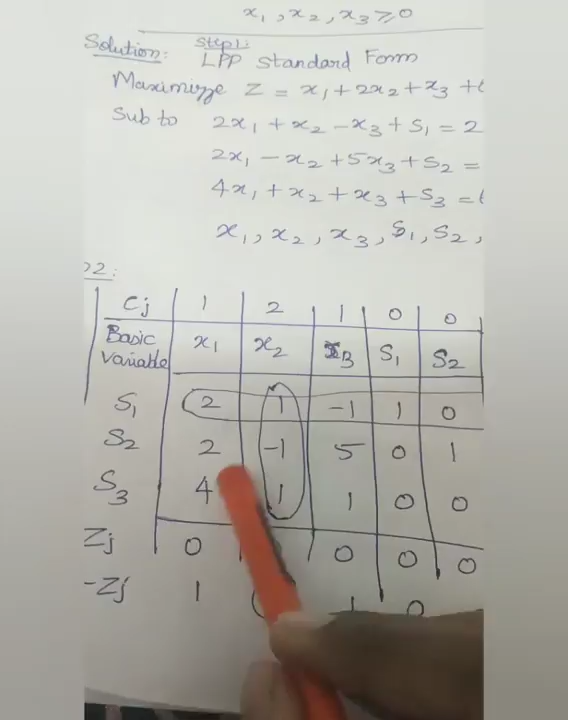 x₁, x₂, x₃ ≥ 0
Solution: Step1:
LPP Standard Form
Maximize Z = x₁ + 2x₂ + x₃ +
Sub to 2x₁ + x₂ - x₃ + S₁ = 2
2x₁ - x₂ + 5x₃ + S₂ =
4x₁ + x₂ + x₃ + S₃ =
x₁, x₂, x₃, S₁, S₂,
2:
Cj 1 2 1 0 0
Basic Variable x₁ x₂ x₃ S₁ S₂
S₁ 2 1 -1 1 0
S₂ 2 -1 5 0 1
S₃ 4 1 1 0 0
Zj 0 0 0 0
-Zj 1 1 0